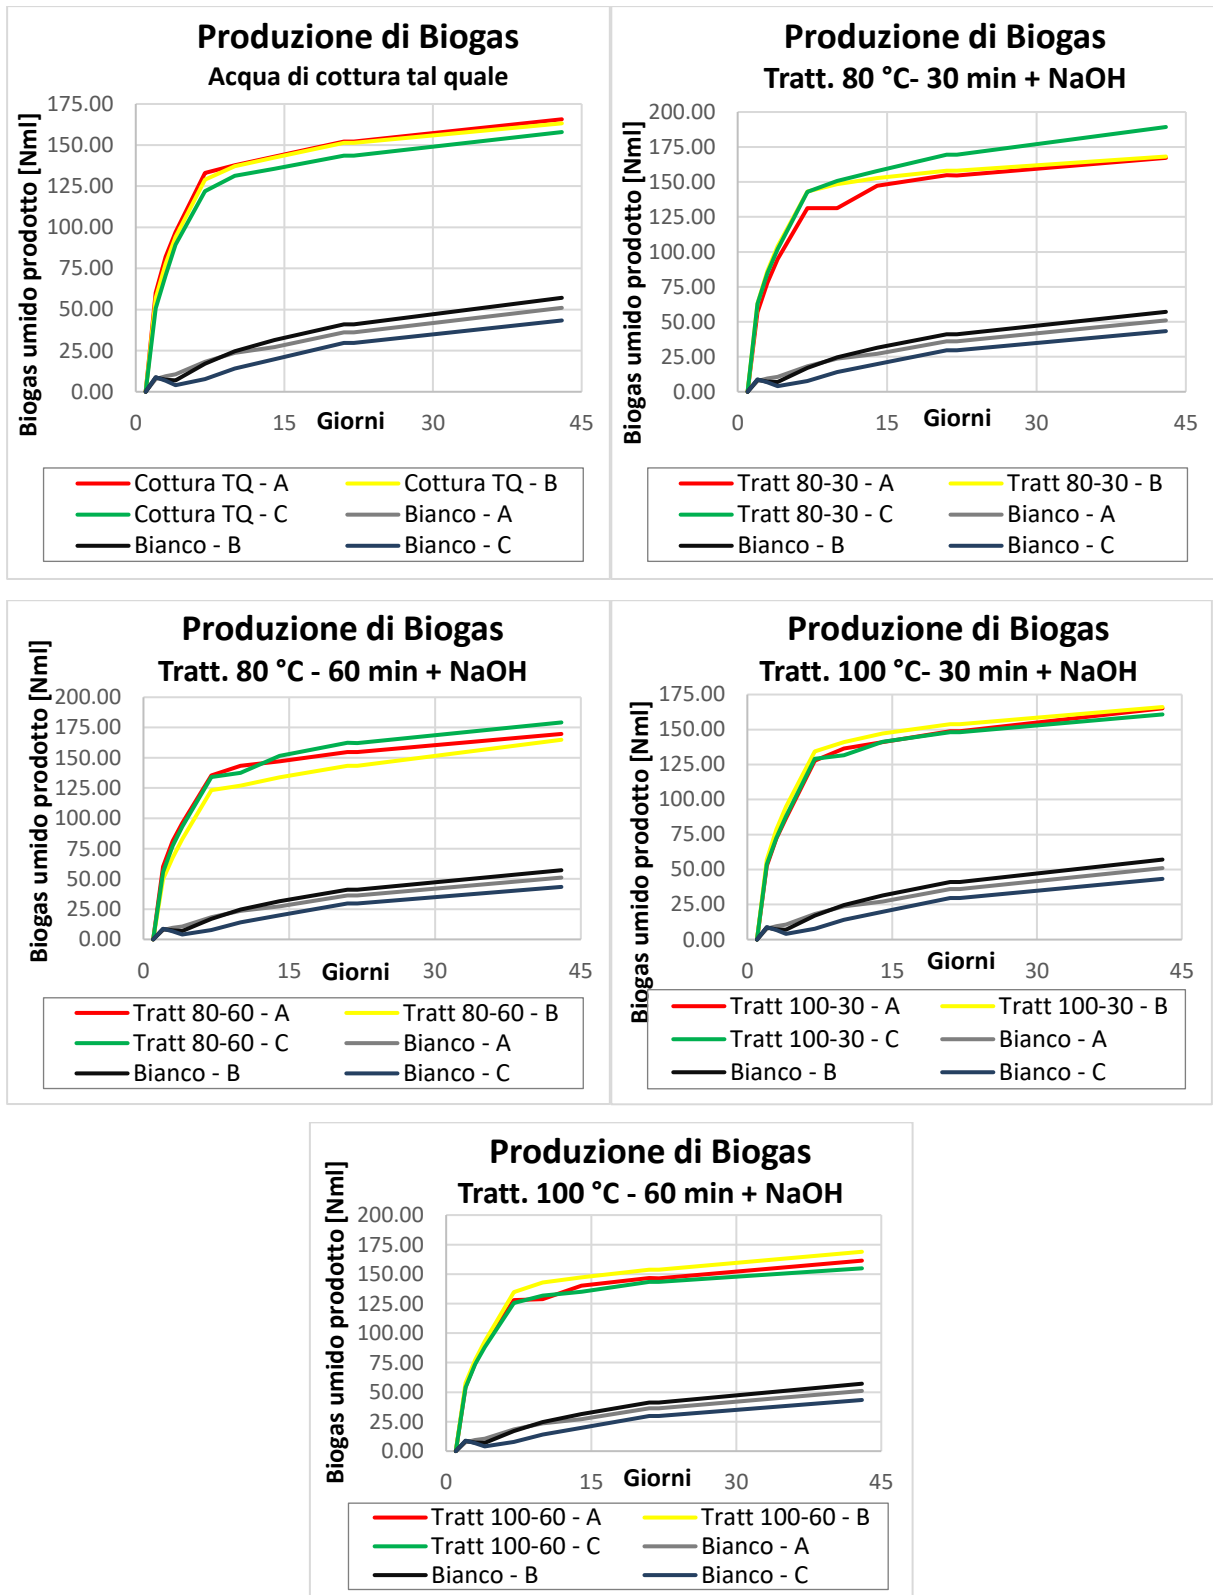 Produzione di Biogas
Acqua di cottura tal quale
Biogas umido prodotto [Nml]
175.00
150.00
125.00
100.00
75.00
50.00
25.00
0.00
0 15 30 45
Giorni
Cottura TQ - A Cottura TQ - B
Cottura TQ - C Bianco - A
Bianco - B Bianco - C
Produzione di Biogas
Tratt. 80 °C- 30 min + NaOH
Biogas umido prodotto [Nml]
200.00
175.00
150.00
125.00
100.00
75.00
50.00
25.00
0.00
0 15 30 45
Giorni
Tratt 80-30 - A Tratt 80-30 - B
Tratt 80-30 - C Bianco - A
Bianco - B Bianco - C
Produzione di Biogas
Tratt. 80 °C - 60 min + NaOH
Biogas umido prodotto [Nml]
200.00
175.00
150.00
125.00
100.00
75.00
50.00
25.00
0.00
0 15 30 45
Giorni
Tratt 80-60 - A Tratt 80-60 - B
Tratt 80-60 - C Bianco - A
Bianco - B Bianco - C
Produzione di Biogas
Tratt. 100 °C- 30 min + NaOH
Biogas umido prodotto [Nml]
175.00
150.00
125.00
100.00
75.00
50.00
25.00
0.00
0 15 30 45
Giorni
Tratt 100-30 - A Tratt 100-30 - B
Tratt 100-30 - C Bianco - A
Bianco - B Bianco - C
Produzione di Biogas
Tratt. 100 °C - 60 min + NaOH
Biogas umido prodotto [Nml]
200.00
175.00
150.00
125.00
100.00
75.00
50.00
25.00
0.00
0 15 30 45
Giorni
Tratt 100-60 - A Tratt 100-60 - B
Tratt 100-60 - C Bianco - A
Bianco - B Bianco - C